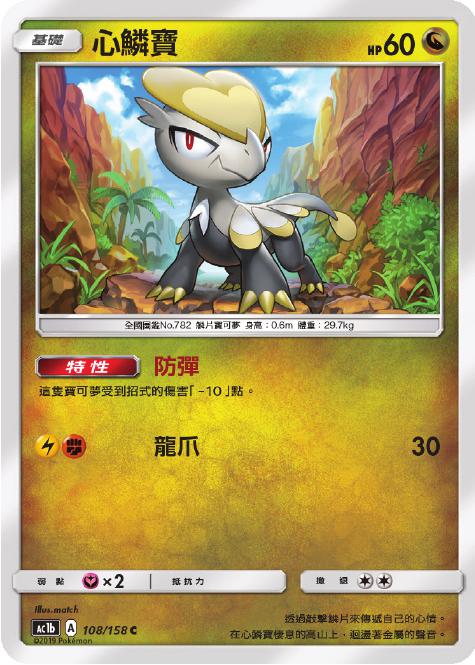 基礎 心鱗寶 HP60
全國圖鑑No.782 鱗片寶可夢 身高:0.6m 體重:29.7kg
特性 防彈
這隻寶可夢受到招式的傷害「-10」點。
龍爪 30
弱點 ×2 抵抗力 撤退
Illus.match
AC1b A 108/158 C
©2019 Pokémon
透過敲擊鱗片來傳遞自己的心情。
在心鱗寶棲息的高山上,迴盪著金屬的聲音。